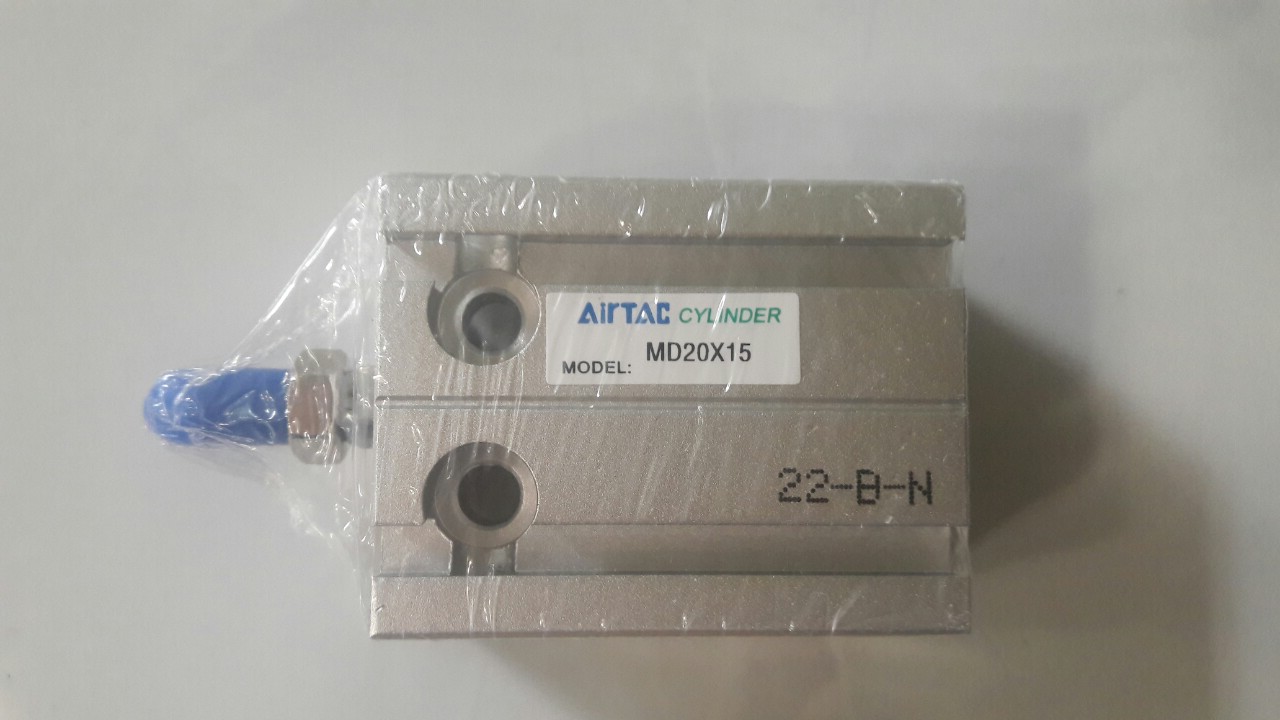 AirTAC CYLINDER
MODEL: MD20X15
22-B-N